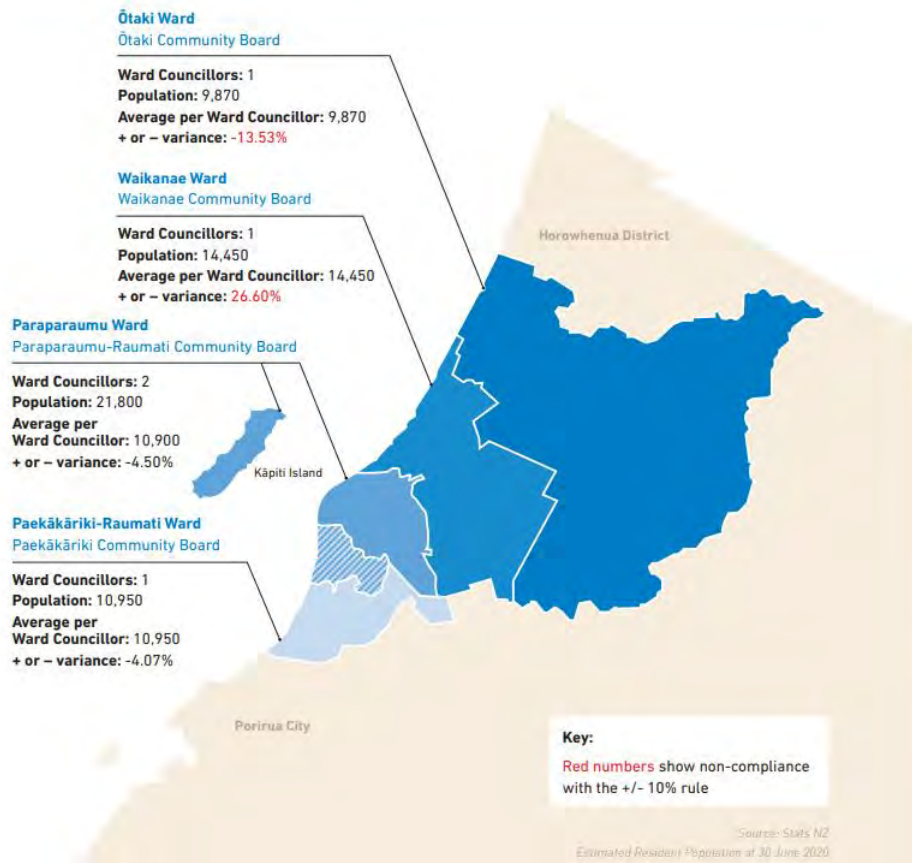 Ōtaki Ward
Ōtaki Community Board
Ward Councillors: 1
Population: 9,870
Average per Ward Councillor: 9,870
+ or – variance: -13.53%
Waikanae Ward
Waikanae Community Board
Ward Councillors: 1
Population: 14,450
Average per Ward Councillor: 14,450
+ or – variance: 26.60%
Paraparaumu Ward
Paraparaumu-Raumati Community Board
Ward Councillors: 2
Population: 21,800
Average per
Ward Councillor: 10,900
+ or – variance: -4.50%
Paekākāriki-Raumati Ward
Paekākāriki Community Board
Ward Councillors: 1
Population: 10,950
Average per
Ward Councillor: 10,950
+ or – variance: -4.07%
Horowhenua District
Kāpiti Island
Porirua City
Key:
Red numbers show non-compliance
with the +/- 10% rule
Source: Stats NZ
Estimated Resident Population at 30 June 2020